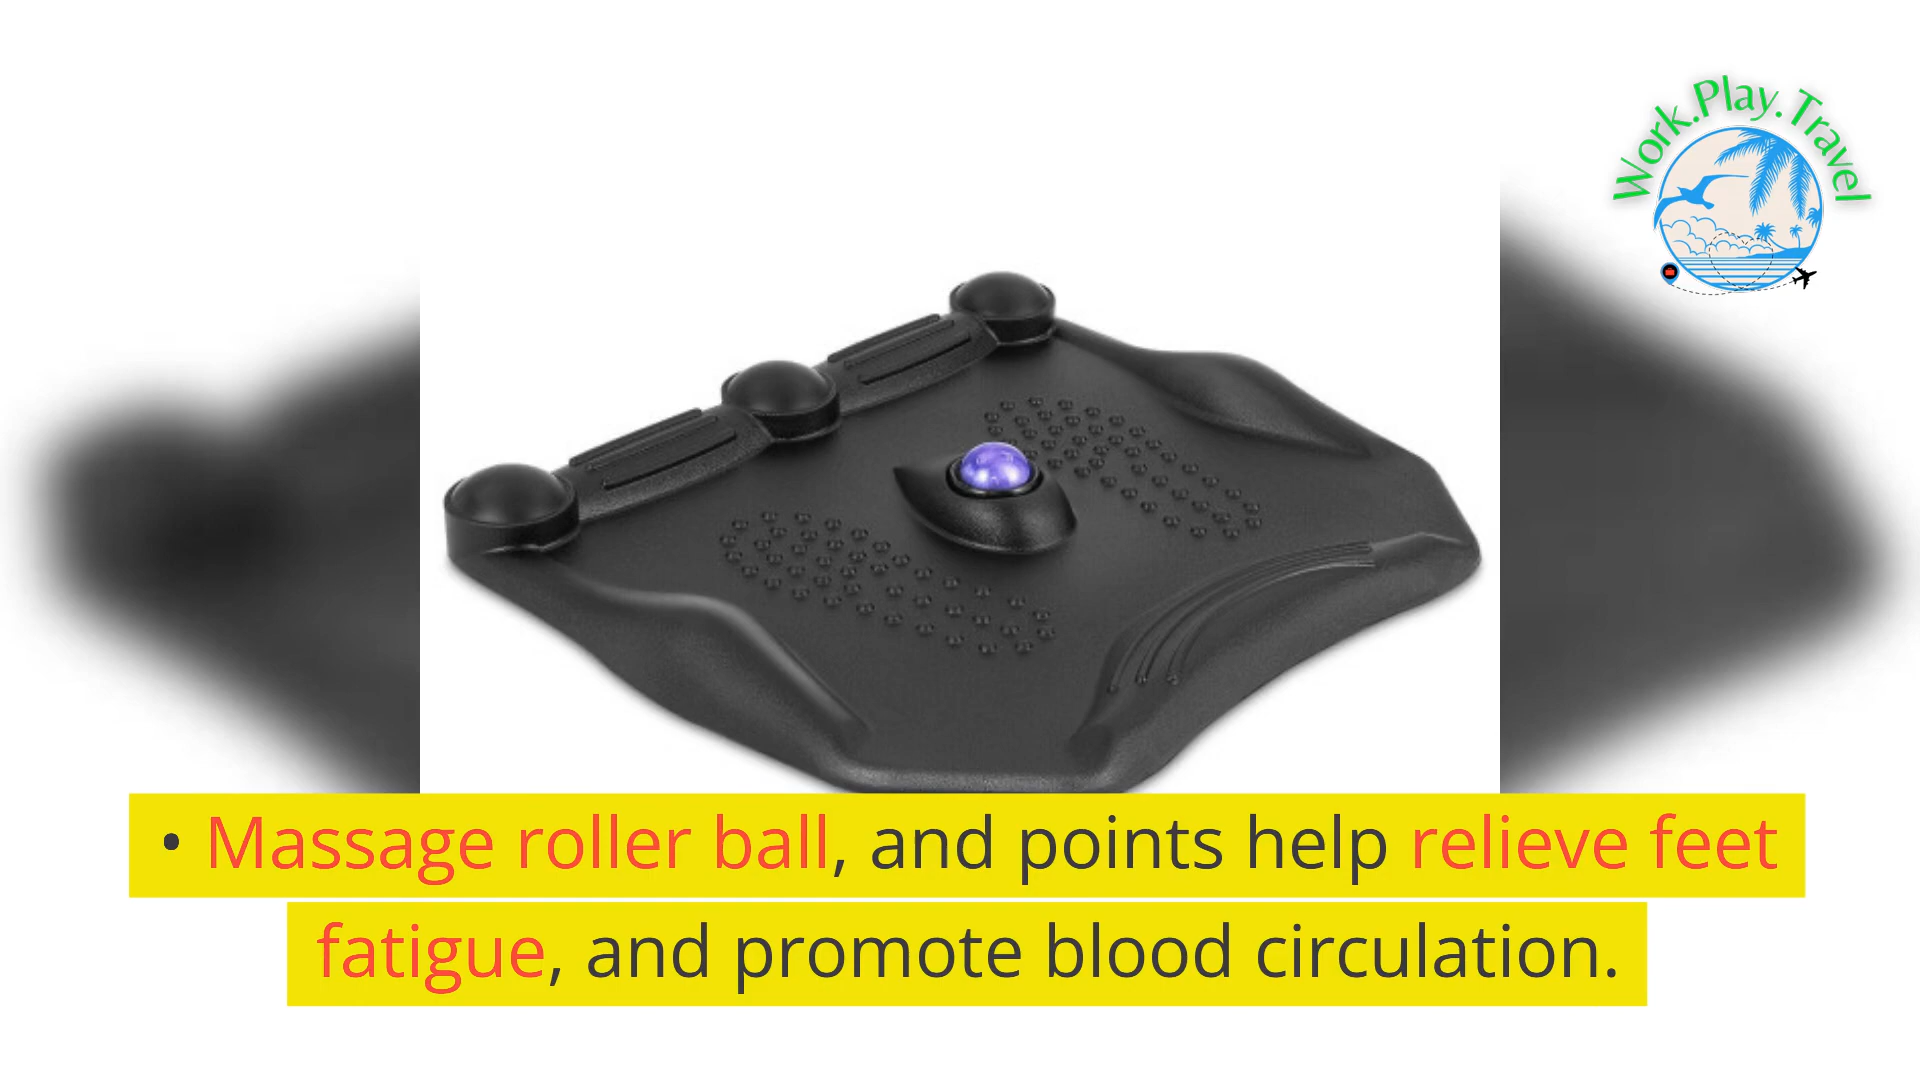 Work.Play.Travel
• Massage roller ball, and points help relieve feet
fatigue, and promote blood circulation.